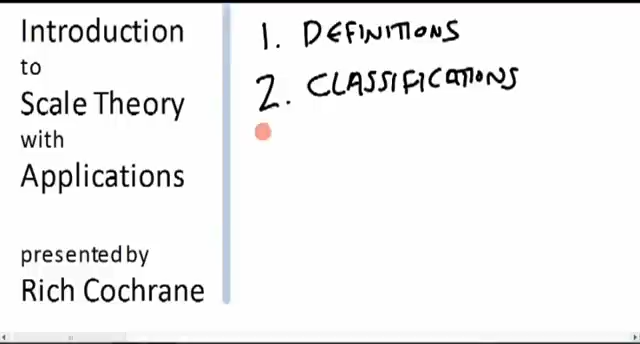 Introduction
to
Scale Theory
with
Applications
presented by
Rich Cochrane
1. DEFINITIONS
2. CLASSIFICATIONS